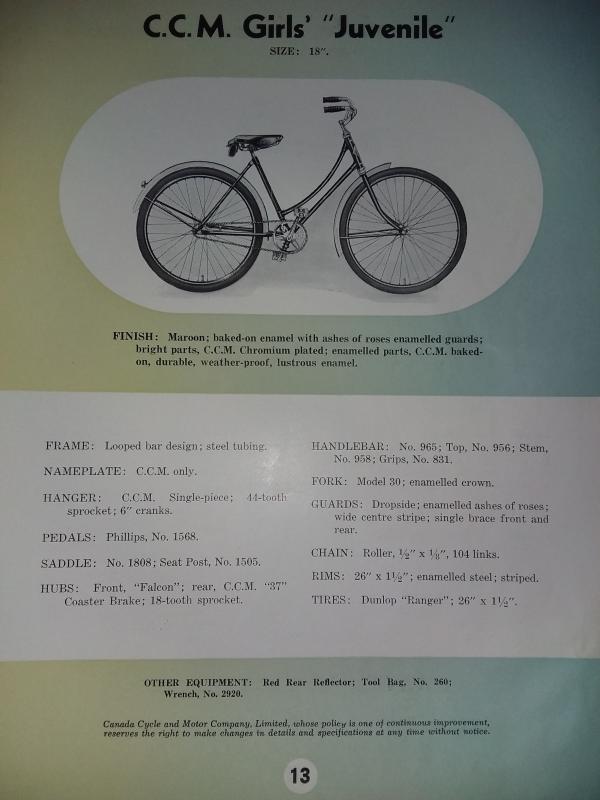 C.C.M. Girls' "Juvenile"
SIZE: 18".
FINISH: Maroon; baked-on enamel with ashes of roses enamelled guards;
bright parts, C.C.M. Chromium plated; enamelled parts, C.C.M. baked-
on, durable, weather-proof, lustrous enamel.
FRAME: Looped bar design; steel tubing.
NAMEPLATE: C.C.M. only.
HANGER: C.C.M. Single-piece; 44-tooth
sprocket; 6" cranks.
PEDALS: Phillips, No. 1568.
SADDLE: No. 1808; Seat Post, No. 1505.
HUBS: Front, "Falcon"; rear, C.C.M. "37"
Coaster Brake; 18-tooth sprocket.
HANDLEBAR: No. 965; Top, No. 956; Stem,
No. 958; Grips, No. 831.
FORK: Model 30; enamelled crown.
GUARDS: Dropside; enamelled ashes of roses;
wide centre stripe; single brace front and
rear.
CHAIN: Roller, ½" x ⅛", 104 links.
RIMS: 26" x 1½"; enamelled steel; striped.
TIRES: Dunlop "Ranger"; 26" x 1½".
OTHER EQUIPMENT: Red Rear Reflector; Tool Bag, No. 260;
Wrench, No. 2920.
Canada Cycle and Motor Company, Limited, whose policy is one of continuous improvement,
reserves the right to make changes in details and specifications at any time without notice.
13